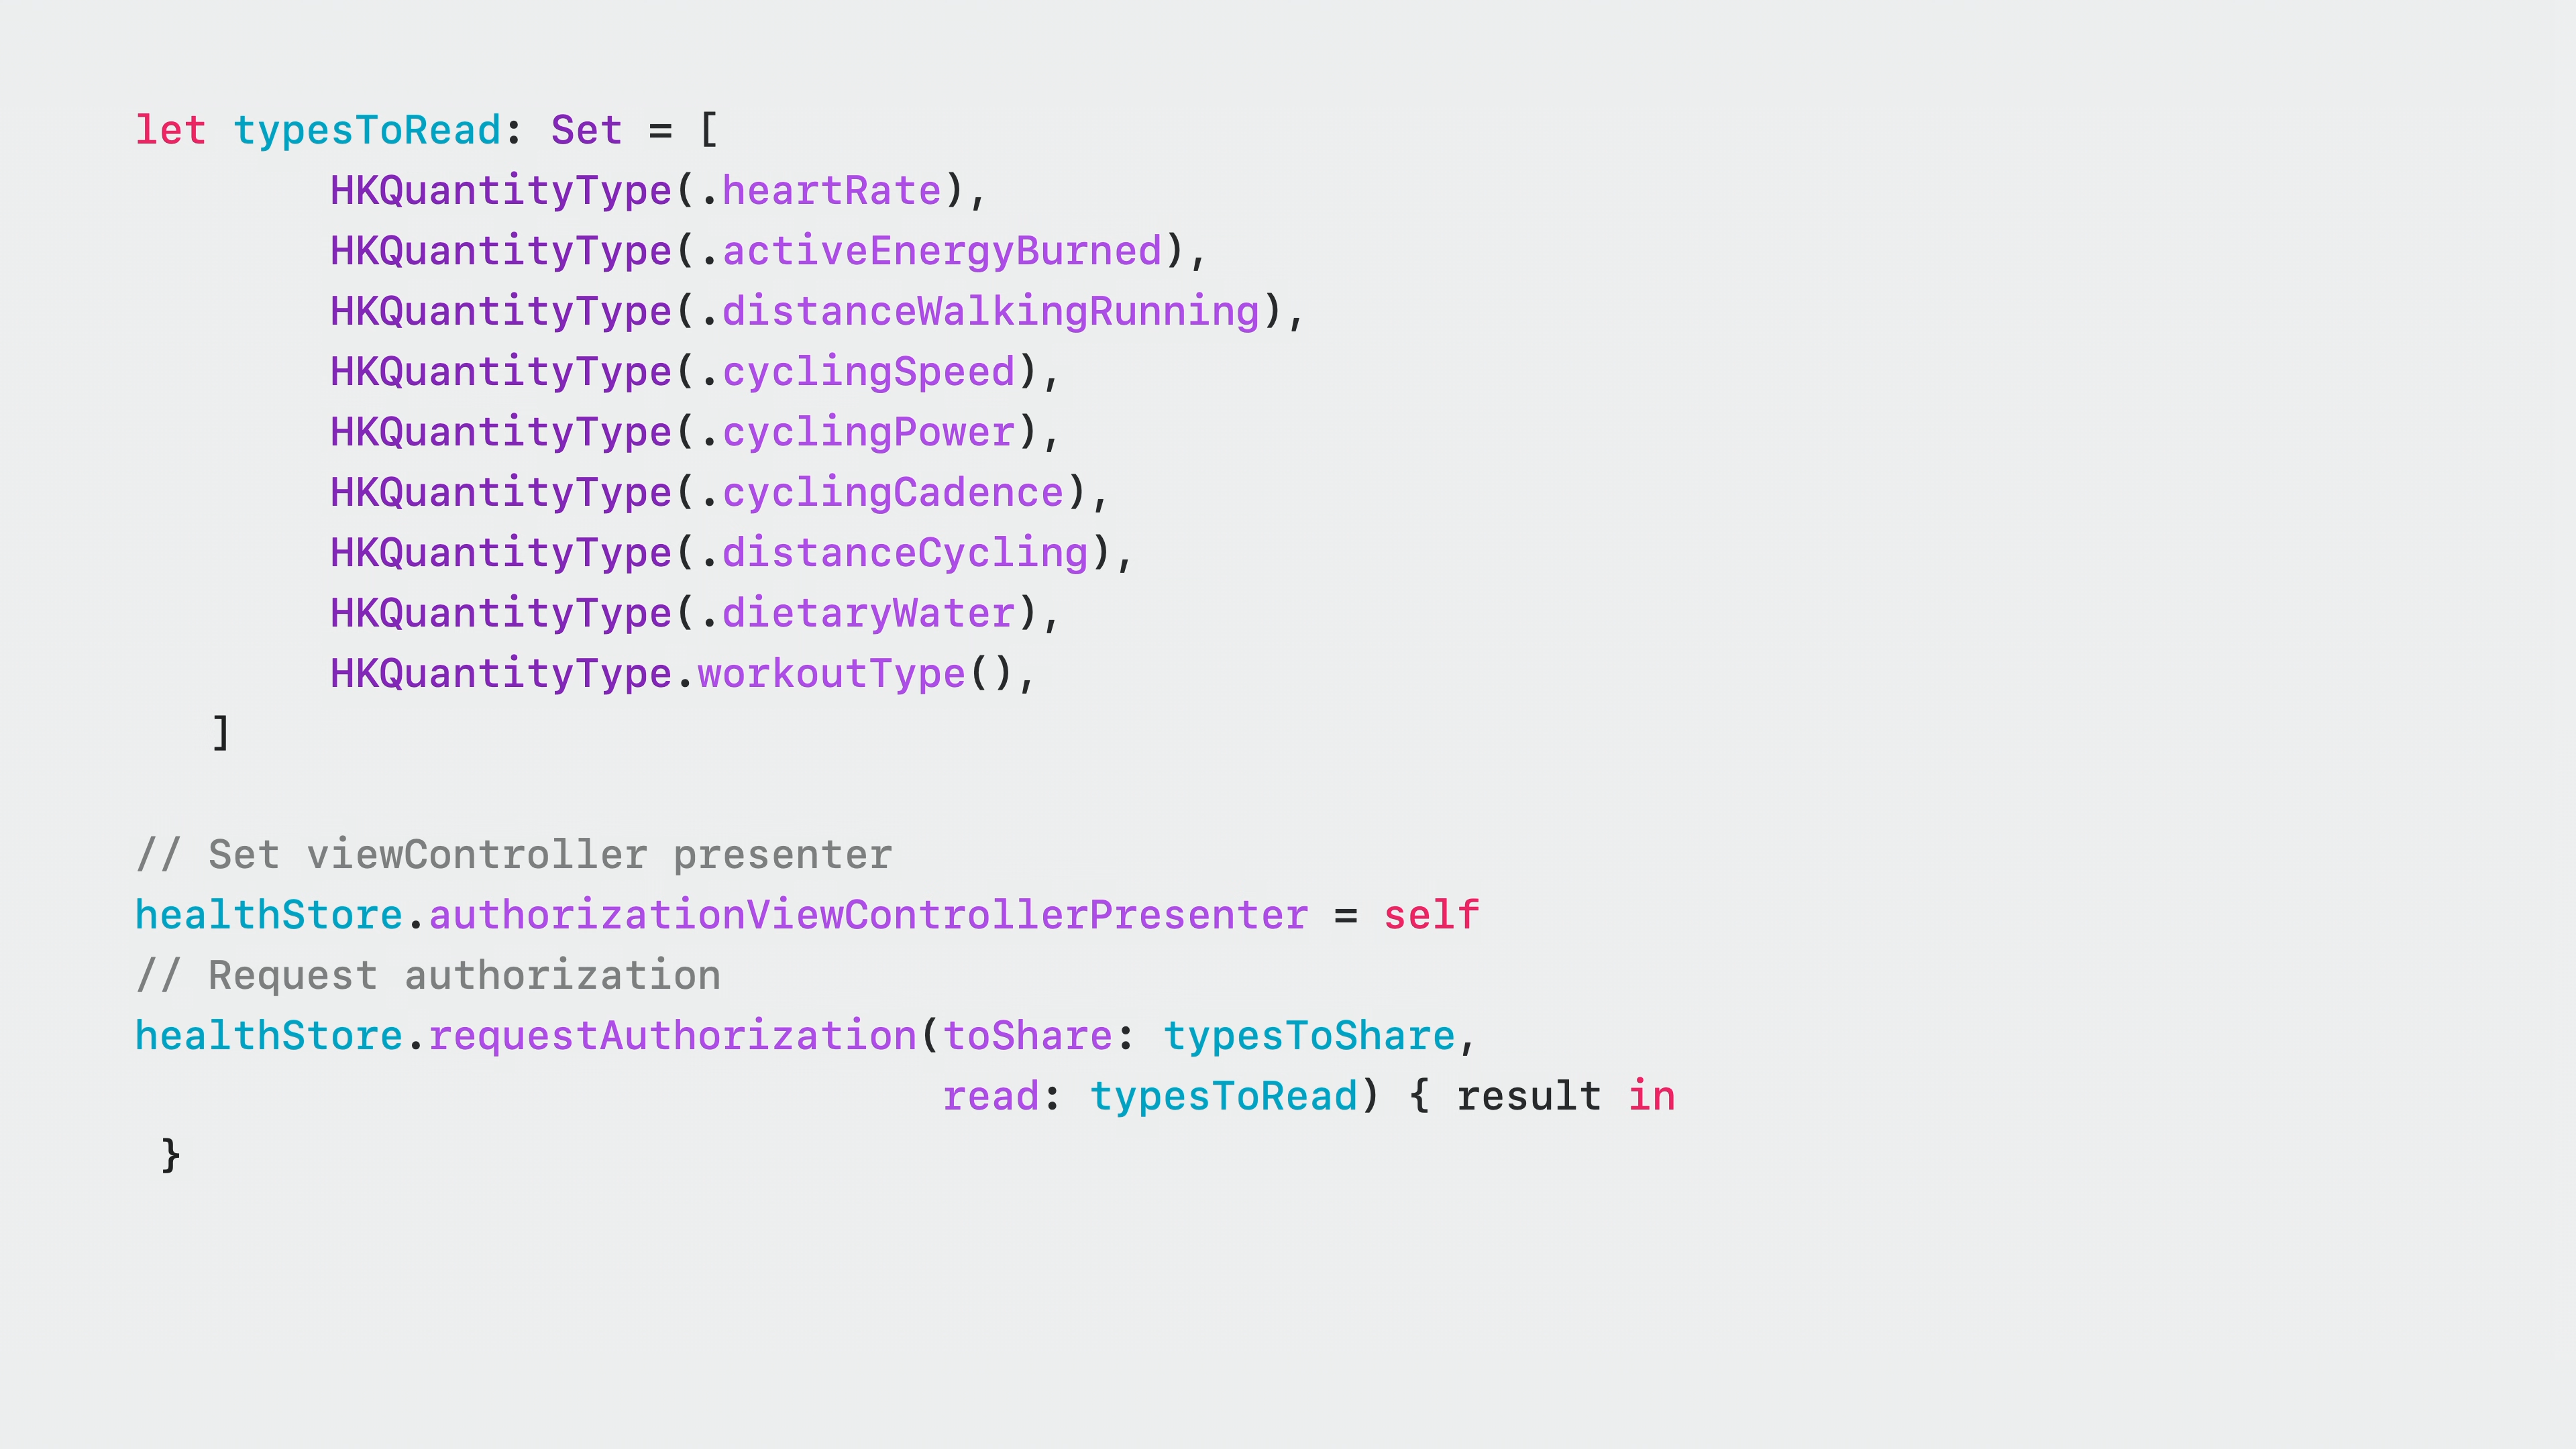 let typesToRead: Set = [
        HKQuantityType(.heartRate),
        HKQuantityType(.activeEnergyBurned),
        HKQuantityType(.distanceWalkingRunning),
        HKQuantityType(.cyclingSpeed),
        HKQuantityType(.cyclingPower),
        HKQuantityType(.cyclingCadence),
        HKQuantityType(.distanceCycling),
        HKQuantityType(.dietaryWater),
        HKQuantityType.workoutType(),
   ]

// Set viewController presenter
healthStore.authorizationViewControllerPresenter = self
// Request authorization
healthStore.requestAuthorization(toShare: typesToShare,
                                 read: typesToRead) { result in
 }